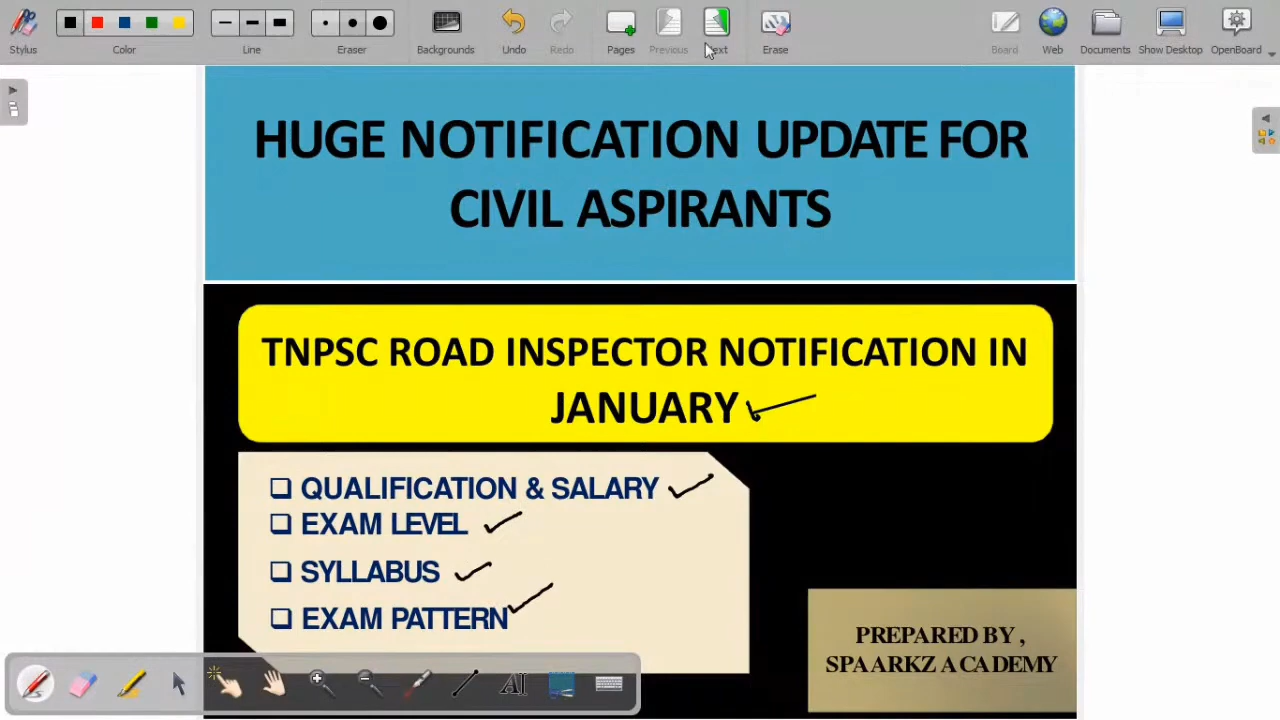 Stylus
Color
Line
Eraser
Backgrounds
Undo
Redo
Pages
Previous
Erase
Board
Web
Documents
Show Desktop
OpenBoard
HUGE NOTIFICATION UPDATE FOR
CIVIL ASPIRANTS
TNPSC ROAD INSPECTOR NOTIFICATION IN
JANUARY
QUALIFICATION & SALARY
EXAM LEVEL
SYLLABUS
EXAM PATTERN
PREPARED BY ,
SPAARKZ ACADEMY